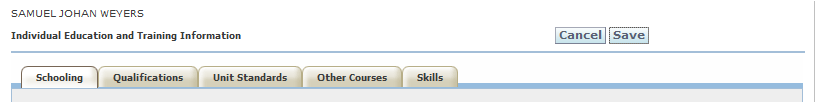 SAMUEL JOHAN WEYERS
Individual Education and Training Information Cancel Save
Schooling Qualifications Unit Standards Other Courses Skills